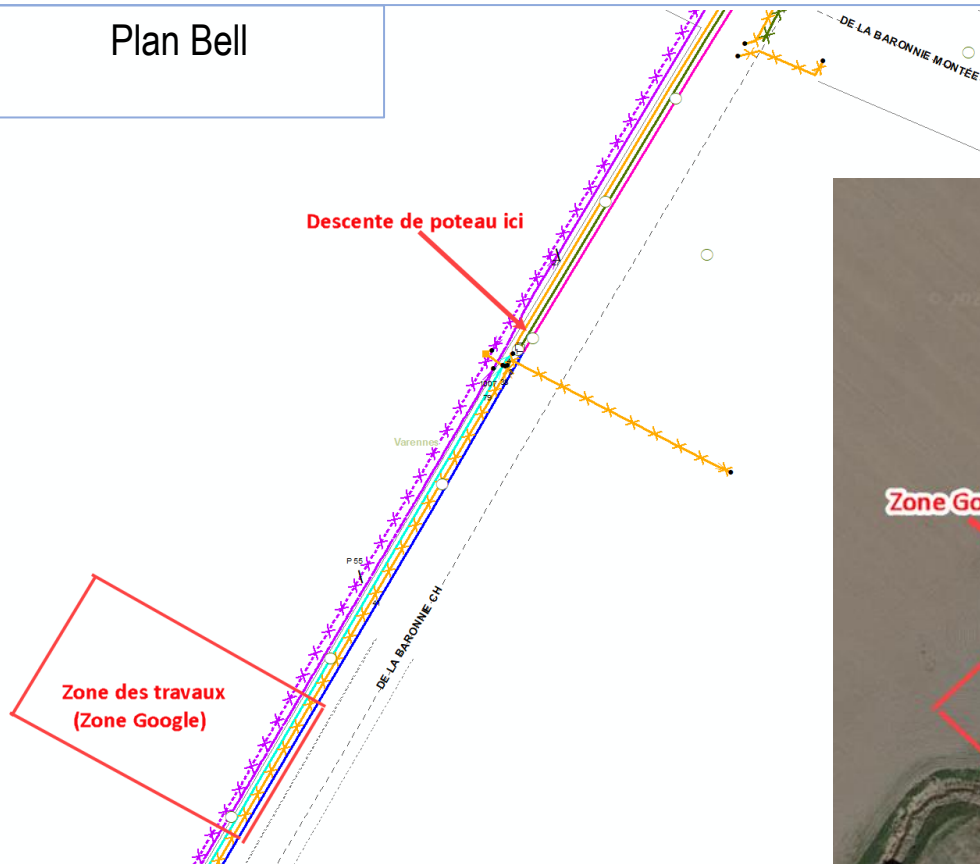 Plan Bell
DE LA BARONNIE MONTÉE
Descente de poteau ici
79
Varennes
Zone Go
P 55
DE LA BARONNIE CH
Zone des travaux
(Zone Google)